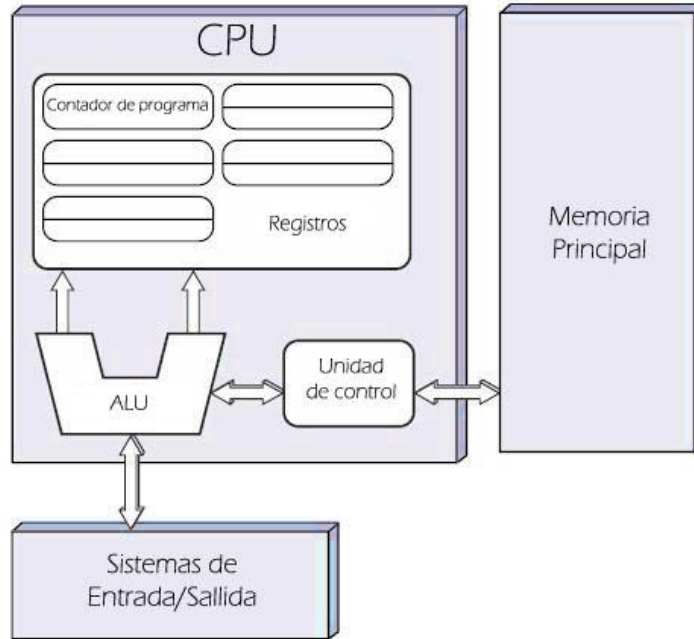 CPU
Contador de programa
Registros
Memoria
Principal
ALU
Unidad
de control
Sistemas de
Entrada/Sallida